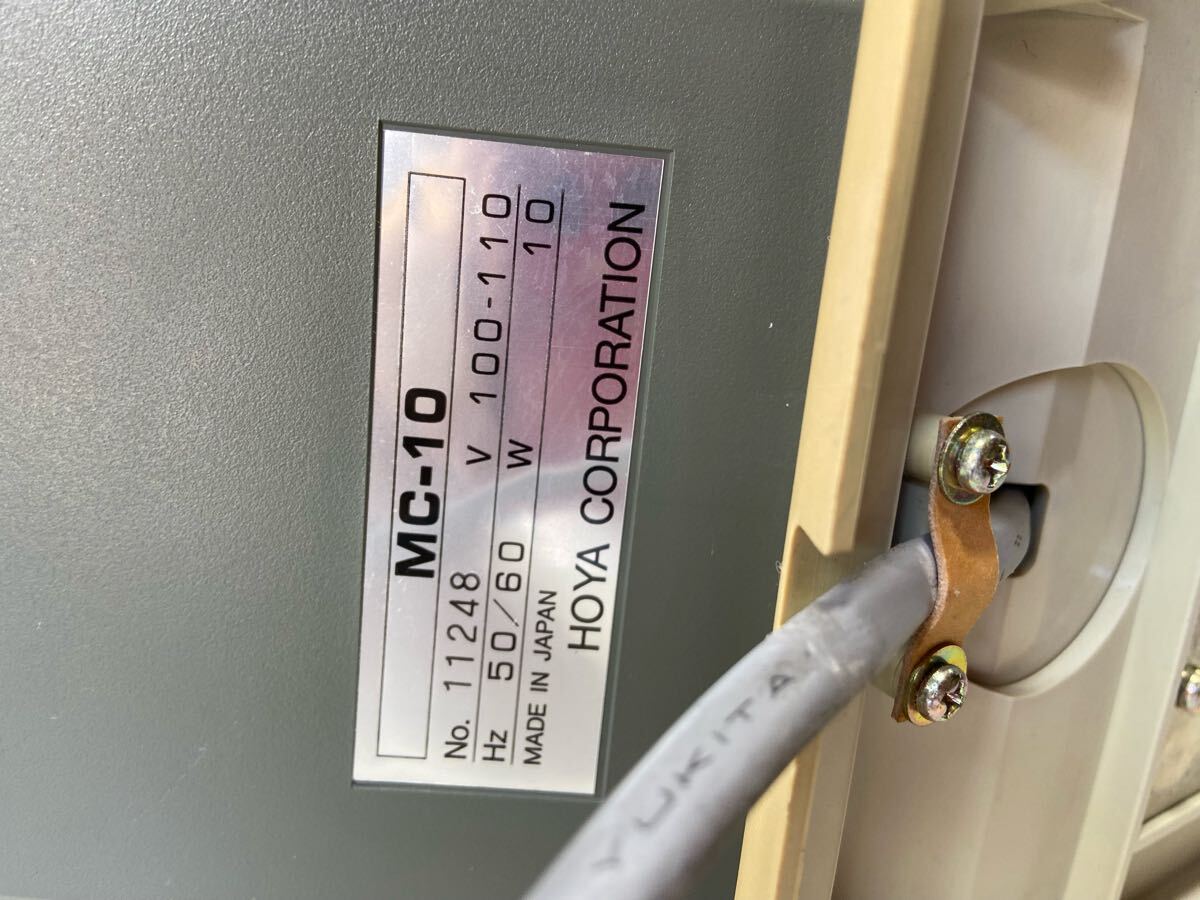 MC-10
No. 11248 V 100-110
Hz 50/60 W 10
MADE IN JAPAN
HOYA CORPORATION
YUKITA